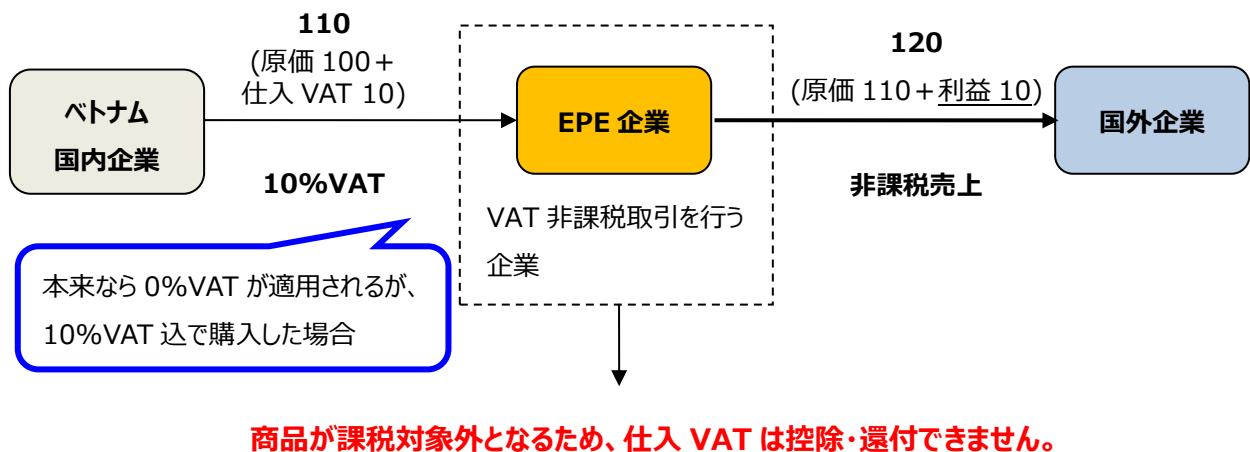 110
(原価 100＋
仕入 VAT 10)
120
(原価 110＋利益 10)
ベトナム
国内企業
EPE 企業
国外企業
10%VAT
非課税売上
VAT 非課税取引を行う
企業
本来なら 0%VAT が適用されるが、
10%VAT 込で購入した場合
商品が課税対象外となるため、仕入 VAT は控除・還付できません。